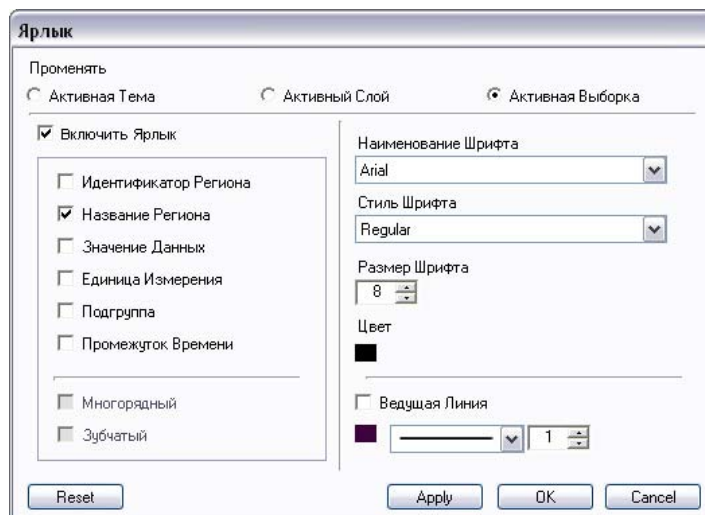 Ярлык
Применять
Активная Тема Активный Слой Активная Выборка
Включить Ярлык
Идентификатор Региона
Название Региона
Значение Данных
Единица Измерения
Подгруппа
Промежуток Времени
Многорядный
Зубчатый
Наименование Шрифта
Arial
Стиль Шрифта
Regular
Размер Шрифта
8
Цвет
Ведущая Линия
1
Reset Apply OK Cancel